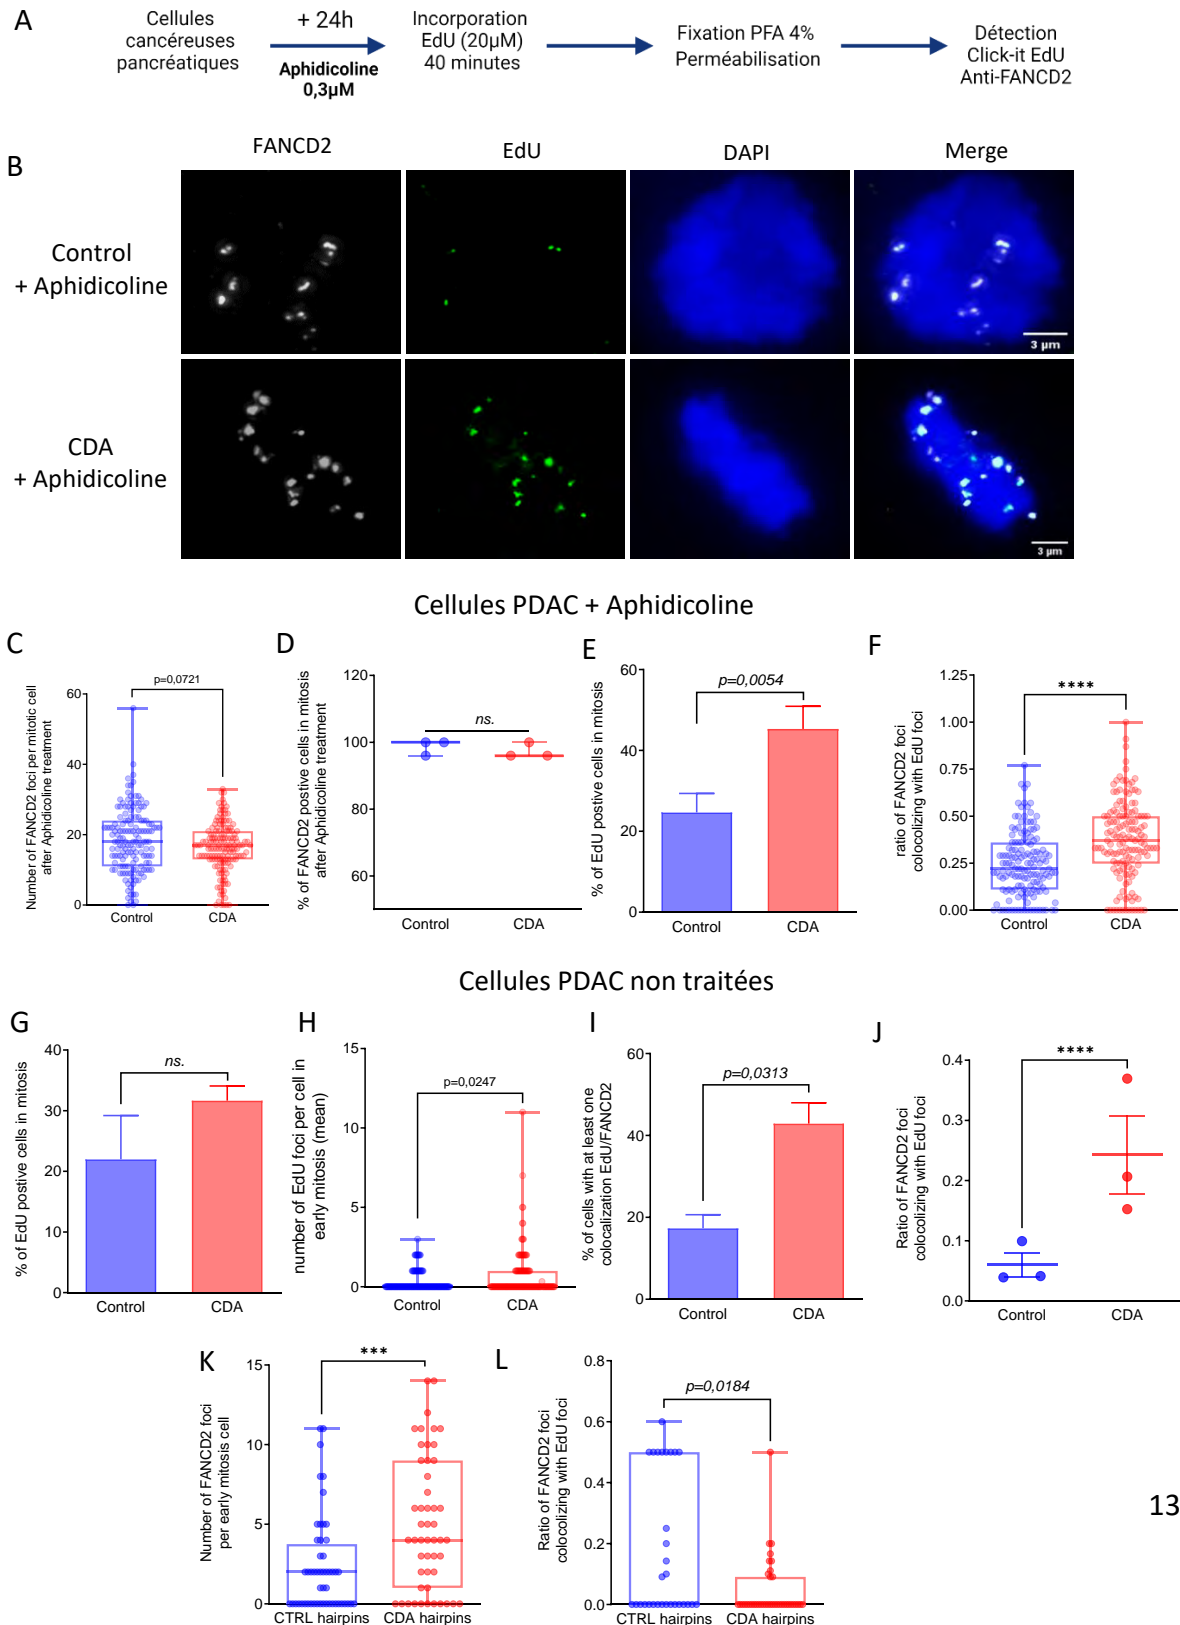 A
Cellules
cancéreuses
pancréatiques
+ 24h
Aphidicoline
0,3µM
Incorporation
EdU (20µM)
40 minutes
Fixation PFA 4%
Perméabilisation
Détection
Click-it EdU
Anti-FANCD2
B
FANCD2
EdU
DAPI
Merge
Control
+ Aphidicoline
3 µm
CDA
+ Aphidicoline
3 µm
Cellules PDAC + Aphidicoline
C
Number of FANCD2 foci per mitotic cell
after Aphidicoline treatment
60
40
20
0
p=0,0721
Control
CDA
D
% of FANCD2 postive cells in mitosis
after Aphidicoline treatment
120
100
80
60
ns.
Control
CDA
E
% of EdU postive cells in mitosis
60
40
20
0
p=0,0054
Control
CDA
F
ratio of FANCD2 foci
colocolizing with EdU foci
1.25
1.00
0.75
0.50
0.25
0.00
****
Control
CDA
Cellules PDAC non traitées
G
% of EdU postive cells in mitosis
40
30
20
10
0
ns.
Control
CDA
H
number of EdU foci per cell in
early mitosis (mean)
15
10
5
0
p=0,0247
Control
CDA
I
% of cells with at least one
colocalization EdU/FANCD2
60
40
20
0
p=0,0313
Control
CDA
J
Ratio of FANCD2 foci
colocolizing with EdU foci
0.4
0.3
0.2
0.1
0.0
****
Control
CDA
K
Number of FANCD2 foci
per early mitosis cell
15
10
5
0
***
CTRL hairpins
CDA hairpins
L
Ratio of FANCD2 foci
colocolizing with EdU foci
0.8
0.6
0.4
0.2
0.0
p=0,0184
CTRL hairpins
CDA hairpins
13